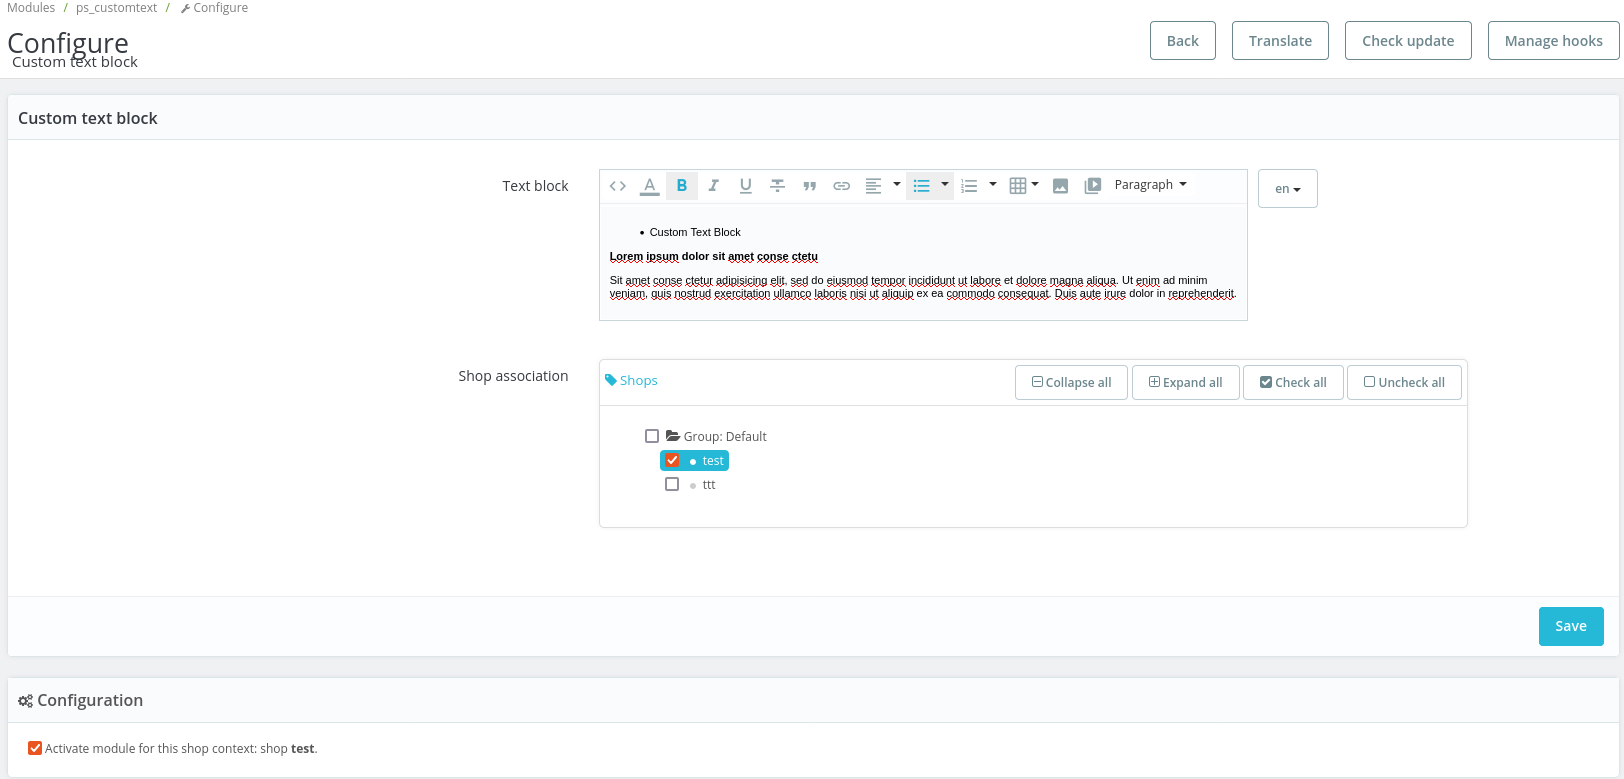 Modules / ps_customtext / Configure
Configure
Custom text block
Back Translate Check update Manage hooks
Custom text block
Text block
A B I U Paragraph
en
• Custom Text Block
Lorem ipsum dolor sit amet conse ctetu
Sit amet conse ctetur adipisicing elit, sed do eiusmod tempor incididunt ut labore et dolore magna aliqua. Ut enim ad minim
veniam, quis nostrud exercitation ullamco laboris nisi ut aliquip ex ea commodo consequat. Duis aute irure dolor in reprehenderit.
Shop association
Shops
Collapse all Expand all Check all Uncheck all
Group: Default
test
ttt
Save
Configuration
Activate module for this shop context: shop test.